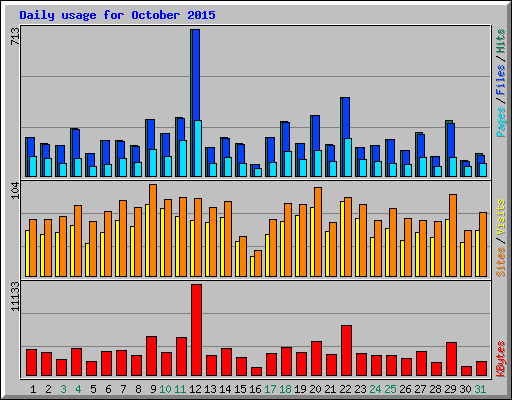 Daily usage for October 2015
713
Pages / Files / Hits
104
Sites / Visits
11133
KBytes
1 2 3 4 5 6 7 8 9 10 11 12 13 14 15 16 17 18 19 20 21 22 23 24 25 26 27 28 29 30 31